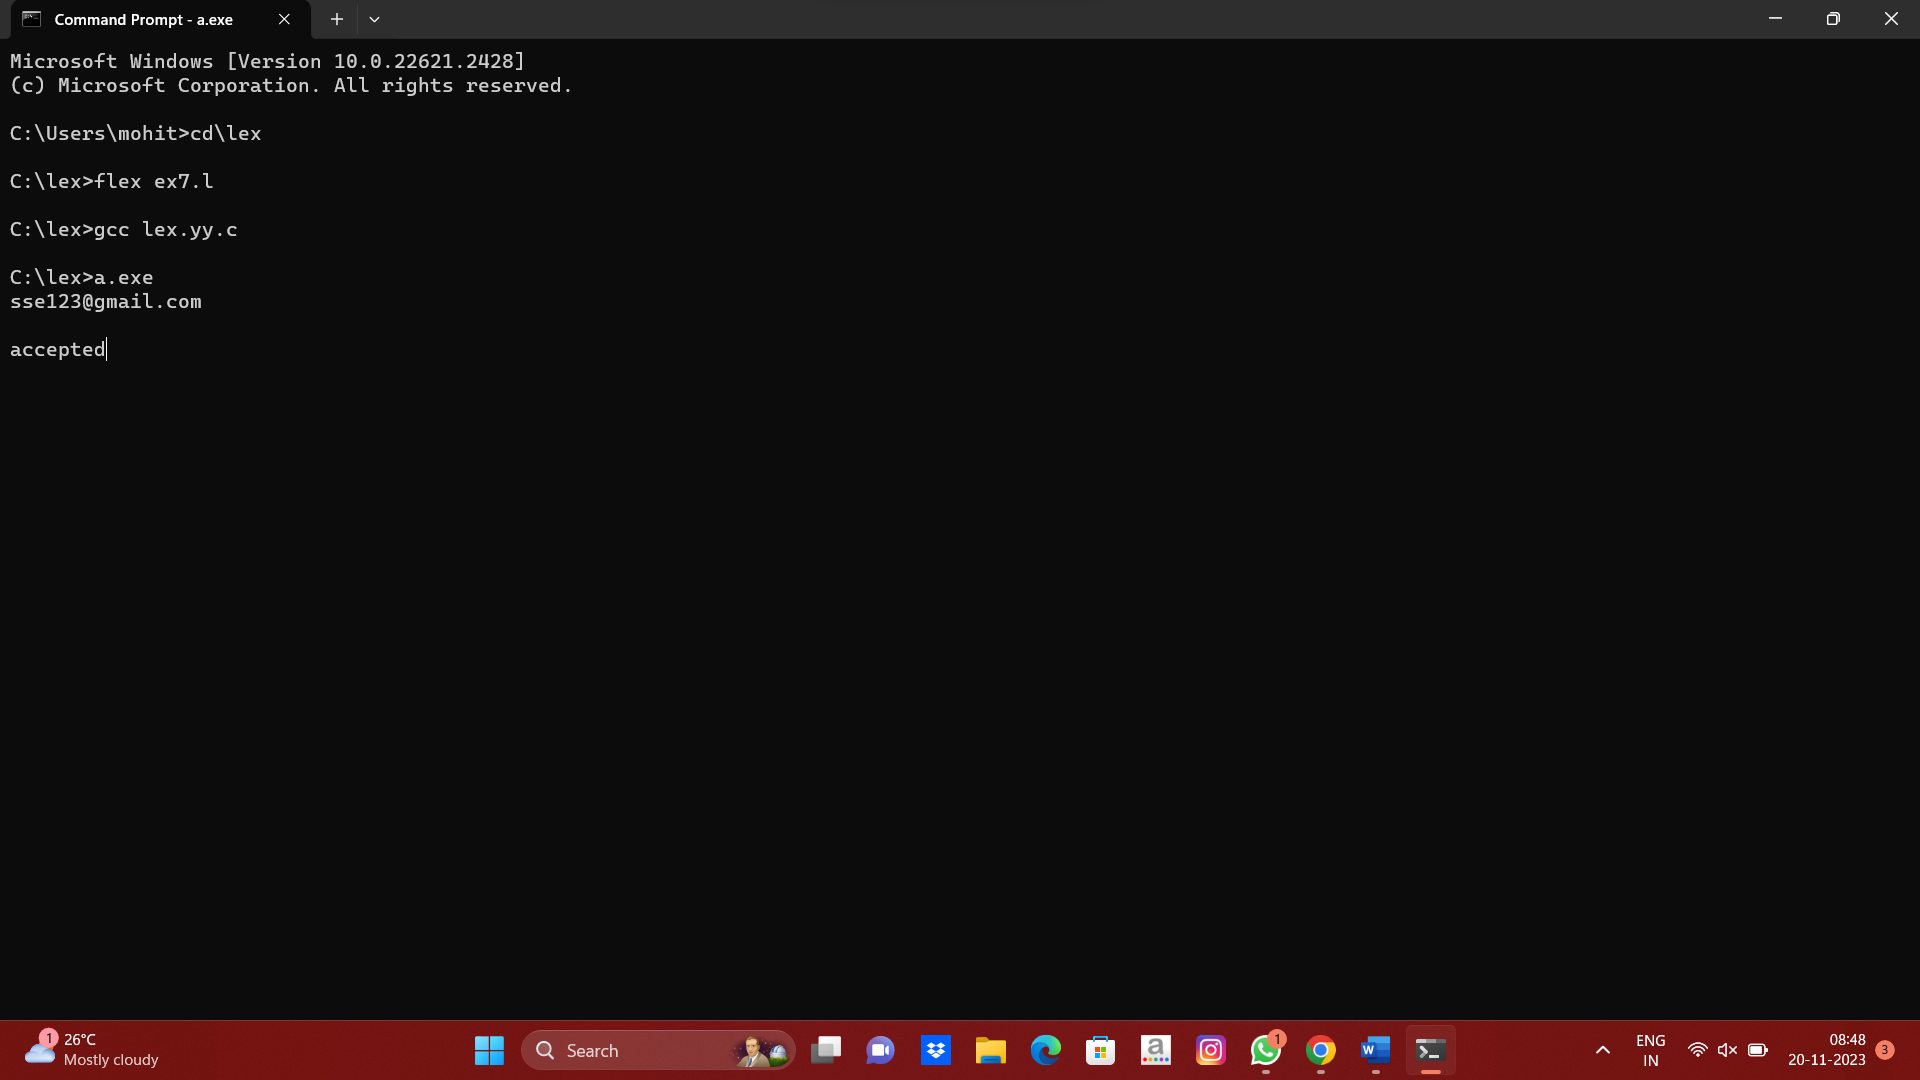 Command Prompt - a.exe
Microsoft Windows [Version 10.0.22621.2428]
(c) Microsoft Corporation. All rights reserved.
C:\Users\mohit>cd\lex
C:\lex>flex ex7.l
C:\lex>gcc lex.yy.c
C:\lex>a.exe
sse123@gmail.com
accepted
1
26°C
Mostly cloudy
Search
a
1
W
ENG
IN
08:48
20-11-2023
3